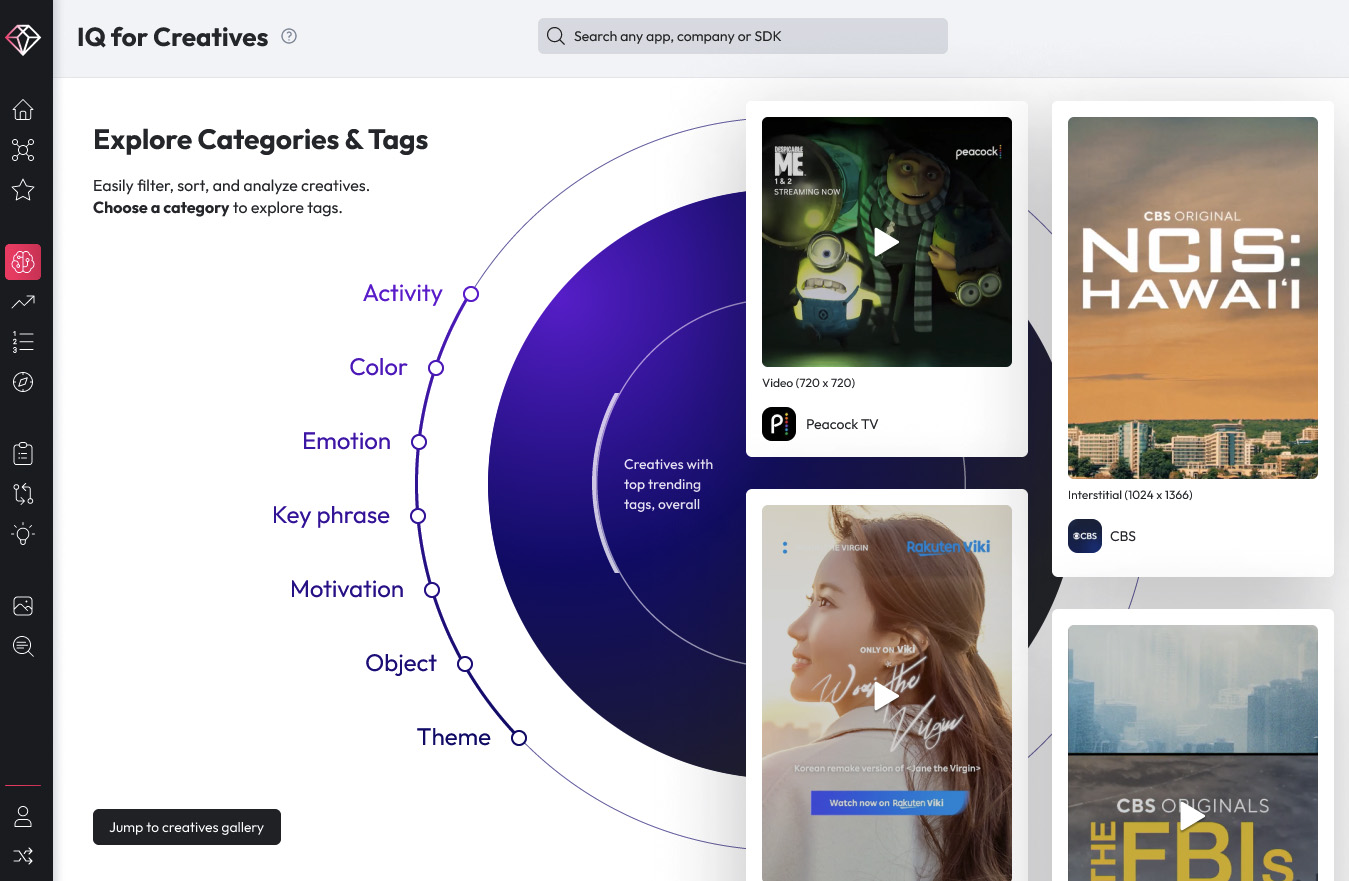 IQ for Creatives
Search any app, company or SDK
Explore Categories & Tags
Easily filter, sort, and analyze creatives.
Choose a category to explore tags.
Activity
Color
Emotion
Key phrase
Motivation
Object
Theme
Creatives with
top trending
tags, overall
Jump to creatives gallery
DESPICABLE
ME
1 & 2
STREAMING NOW
peacock
Video (720 x 720)
P
Peacock TV
THE VIRGIN
Rakuten Viki
ONLY ON Viki
Woori the
Virgin
Korean remake version of <Jane the Virgin>
Watch now on Rakuten Viki
CBS ORIGINAL
NCIS:
HAWAI'I
Interstitial (1024 x 1366)
CBS
CBS
CBS ORIGINALS
THE
FBIs